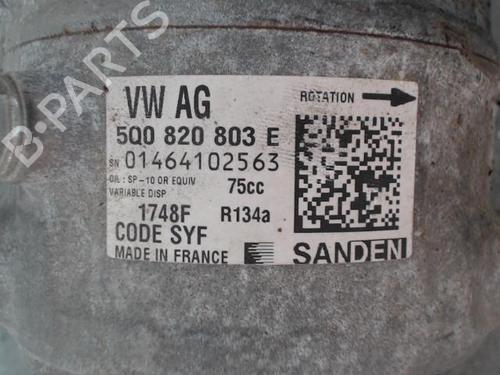 B-PARTS
VW AG
ROTATION
5Q0 820 803 E
SN 01464102563
OIL : SP-10 OR EQUIV 75cc
VARIABLE DISP
1748F R134a
CODE SYF
MADE IN FRANCE
SANDEN